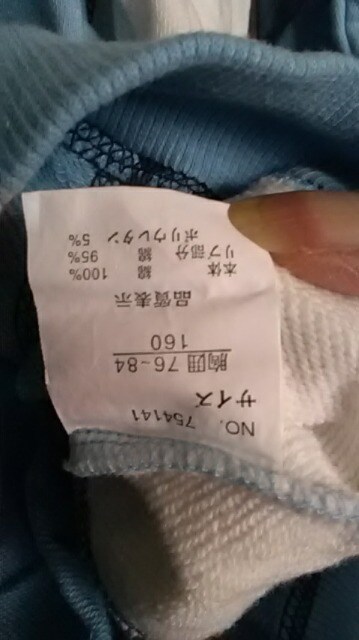 NO. 754141
サイズ
胸囲 76~84
160
品質表示
本体 綿 100%
リブ部分 綿 95%
ポリウレタン 5%